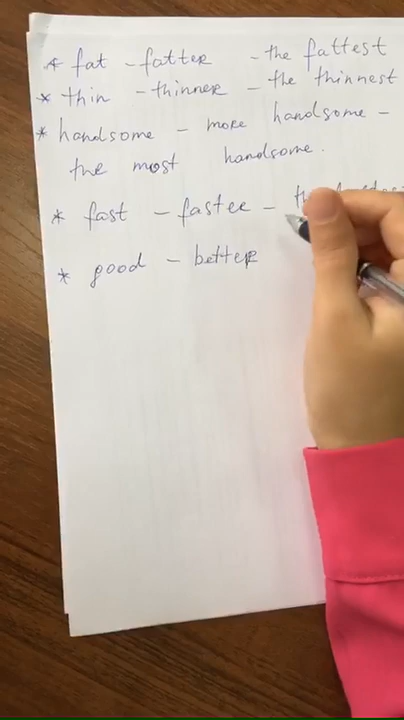 * fat - fatter - the fattest
* thin - thinner - the thinnest
* handsome - more handsome -
the most handsome.
* fast - faster -
* good - better